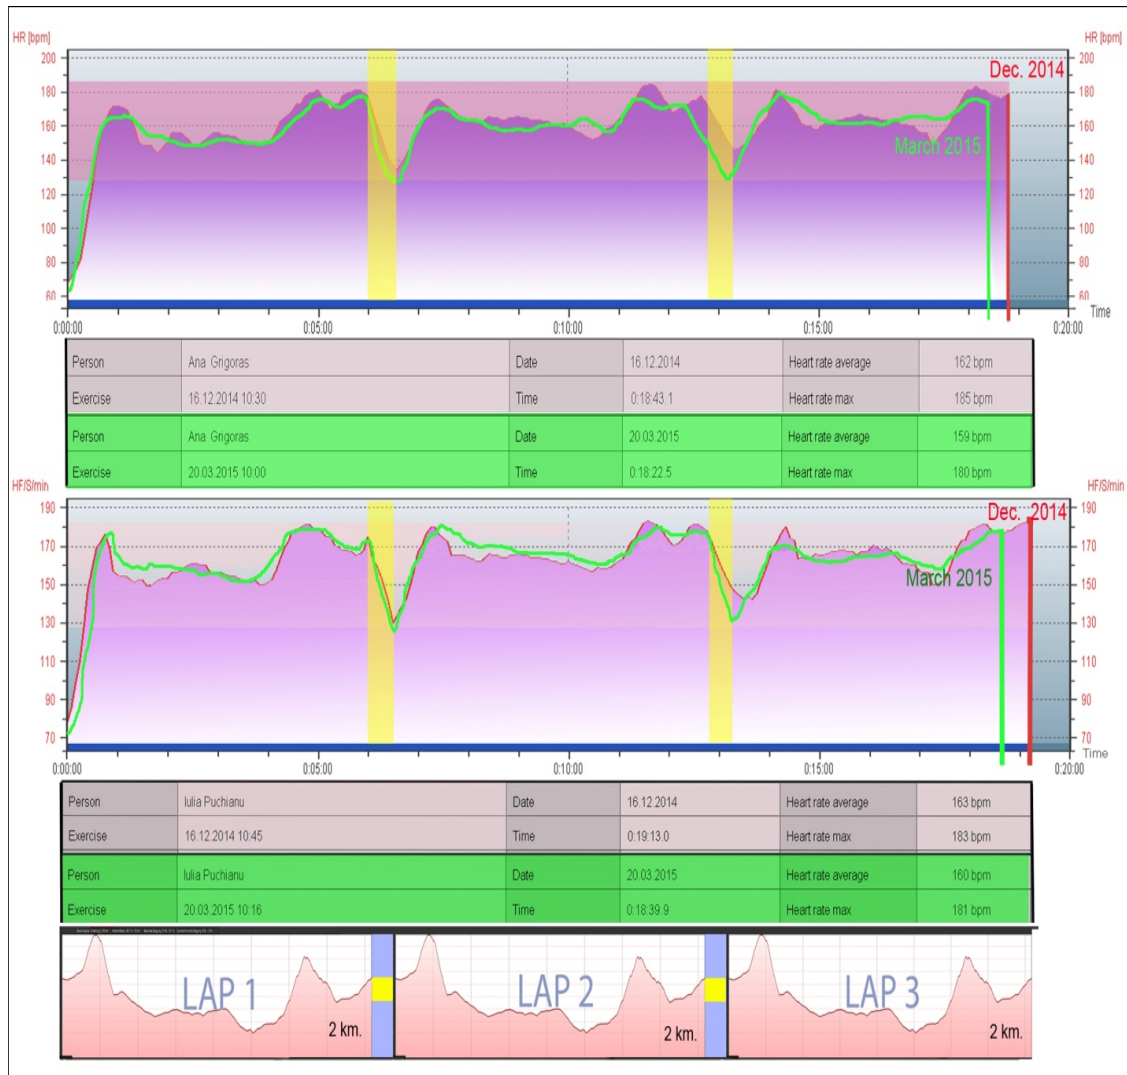 HR [bpm] HR [bpm]
200 200
Dec. 2014
180 180
160 160
March 2015
140 140
120 120
100 100
80 80
60 60
Time
0:00:00 0:05:00 0:10:00 0:15:00 0:20:00
Person Ana Grigoras Date 16.12.2014 Heart rate average 162 bpm
Exercise 16.12.2014 10:30 Time 0:18:43.1 Heart rate max 185 bpm
Person Ana Grigoras Date 20.03.2015 Heart rate average 159 bpm
Exercise 20.03.2015 10:00 Time 0:18:22.5 Heart rate max 180 bpm
HF/S/min HF/S/min
190 190
Dec. 2014
170 170
March 2015
150 150
130 130
110 110
90 90
70 70
Time
0:00:00 0:05:00 0:10:00 0:15:00 0:20:00
Person Iulia Puchianu Date 16.12.2014 Heart rate average 163 bpm
Exercise 16.12.2014 10:45 Time 0:19:13.0 Heart rate max 183 bpm
Person Iulia Puchianu Date 20.03.2015 Heart rate average 160 bpm
Exercise 20.03.2015 10:16 Time 0:18:39.9 Heart rate max 181 bpm
LAP 1 LAP 2 LAP 3
2 km. 2 km. 2 km.